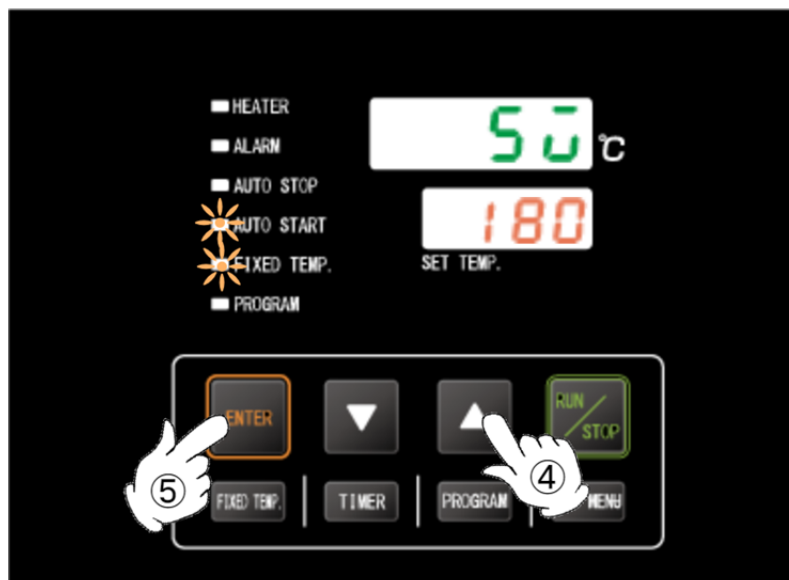 HEATER
ALARM
AUTO STOP
AUTO START
FIXED TEMP.
PROGRAM
SU
℃
180
SET TEMP.
ENTER
▼
▲
RUN/STOP
⑤
④
FIXED TEMP.
TIMER
PROGRAM
MENU